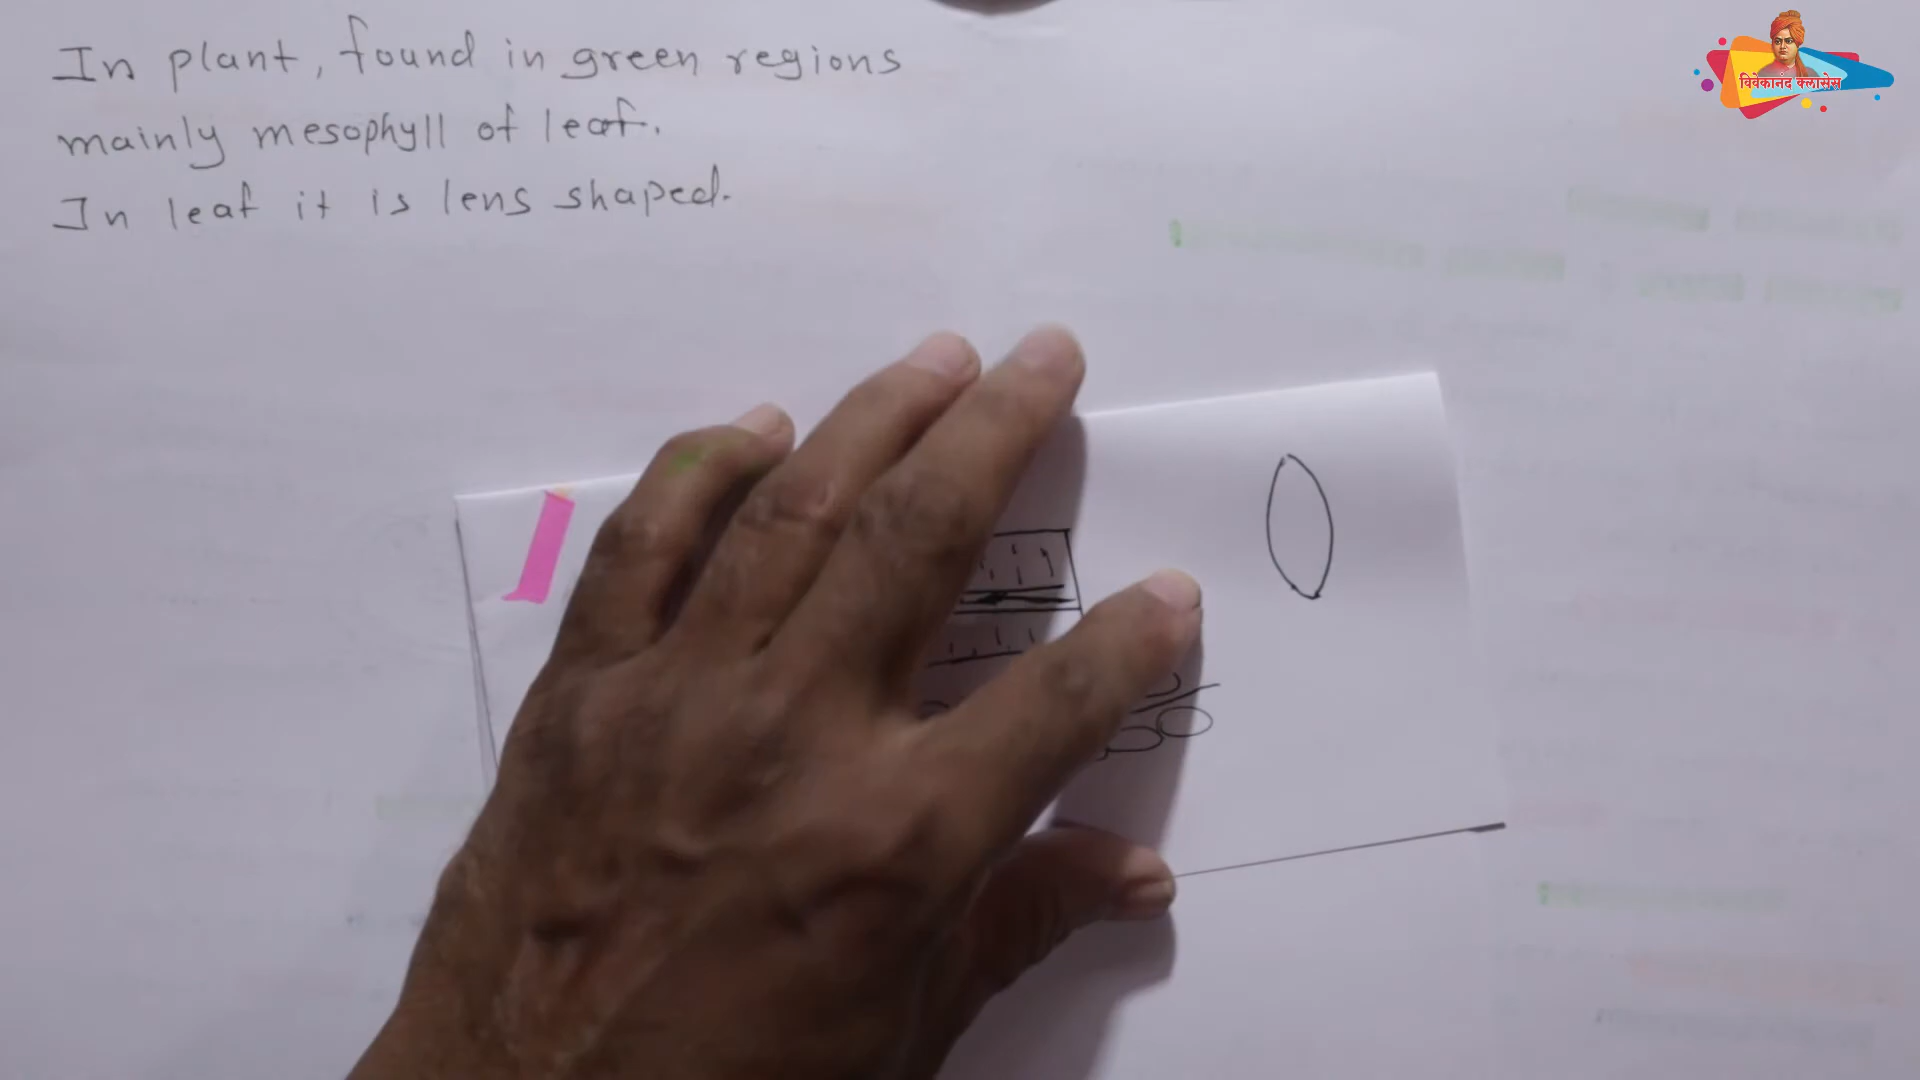 In plant, found in green regions
mainly mesophyll of leaf.
In leaf it is lens shaped.
विवेकानंद क्लासेस